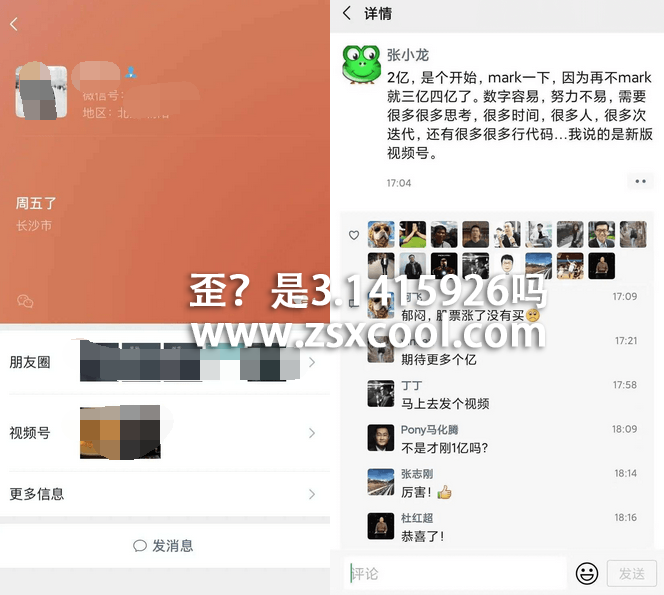 微信号:
地区: 北
周五了
长沙市
朋友圈
视频号
更多信息
发消息
详情
张小龙
2亿，是个开始，mark一下，因为再不mark
就三亿四亿了。数字容易，努力不易，需要
很多很多思考，很多时间，很多人，很多次
迭代，还有很多很多行代码...我说的是新版
视频号。
17:04
歪？是3.1415926吗
www.zsxcool.com
17:09
郁闷，股票涨了没有买
17:21
期待更多个亿
丁丁
17:58
马上去发个视频
Pony马化腾
18:09
不是才刚1亿吗?
张志刚
18:14
厉害!
杜红超
18:16
恭喜了!
评论
发送